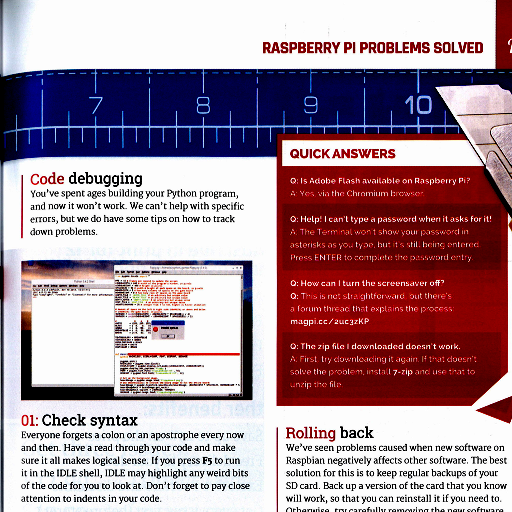 RASPBERRY PI PROBLEMS SOLVED
7 8 9 10
Code debugging
You've spent ages building your Python program,
and now it won't work. We can't help with specific
errors, but we do have some tips on how to track
down problems.
01: Check syntax
Everyone forgets a colon or an apostrophe every now
and then. Have a read through your code and make
sure it all makes logical sense. If you press F5 to run
it in the IDLE shell, IDLE may highlight any weird bits
of the code for you to look at. Don't forget to pay close
attention to indents in your code.
QUICK ANSWERS
Q: Is Adobe Flash available on Raspberry Pi?
A: Yes, via the Chromium browser.
Q: Help! I can't type a password when it asks for it!
A: The Terminal won't show your password in
asterisks as you type, but it's still being entered.
Press ENTER to complete the password entry.
Q: How can I turn the screensaver off?
Q: This is not straightforward, but there's
a forum thread that explains the process:
magpi.cc/2uc3zKP
Q: The zip file I downloaded doesn't work.
A: First, try downloading it again. If that doesn't
solve the problem, install 7-zip and use that to
unzip the file.
Rolling back
We've seen problems caused when new software on
Raspbian negatively affects other software. The best
solution for this is to keep regular backups of your
SD card. Back up a version of the card that you know
will work, so that you can reinstall it if you need to.
Otherwise, try carefully removing the new software